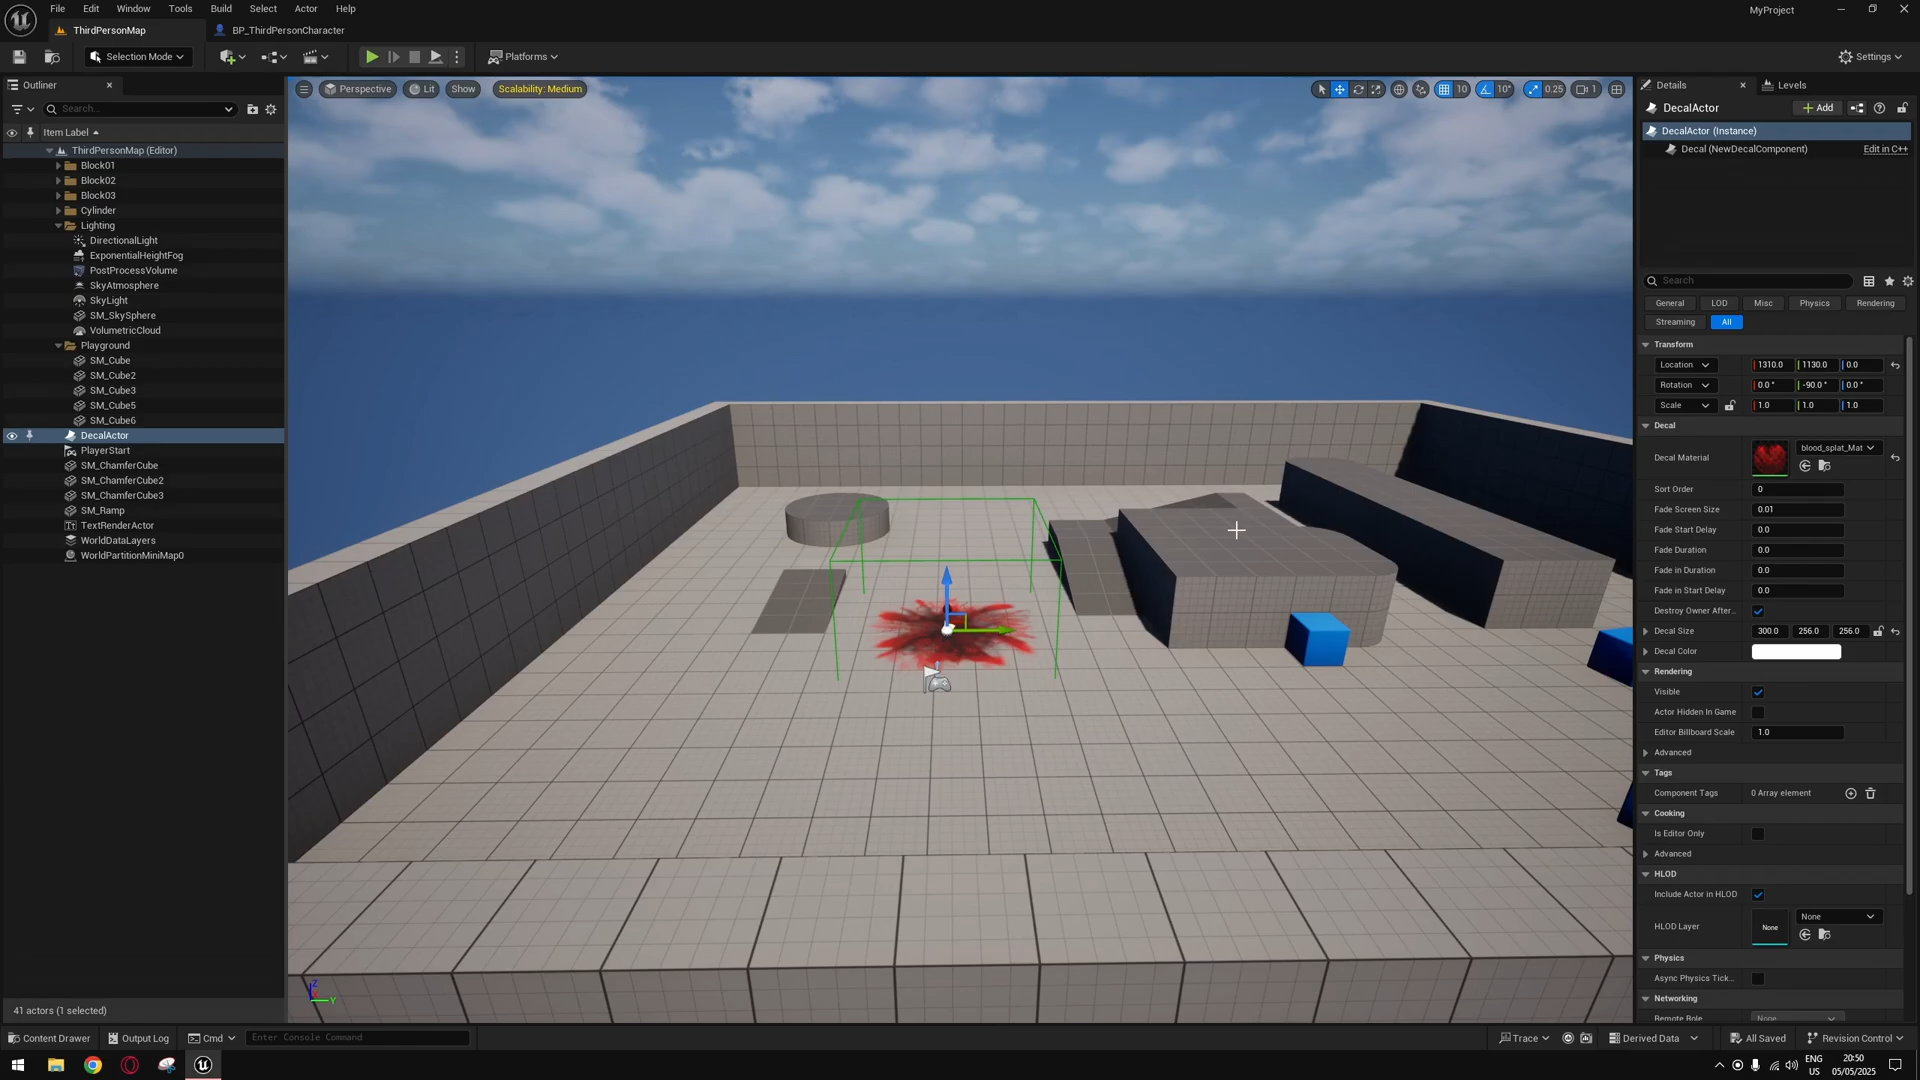 File Edit Window Tools Build Select Actor Help
MyProject
ThirdPersonMap
BP_ThirdPersonCharacter
Selection Mode
Platforms
Settings
Outliner
Search...
Item Label
ThirdPersonMap (Editor)
Block01
Block02
Block03
Cylinder
Lighting
DirectionalLight
ExponentialHeightFog
PostProcessVolume
SkyAtmosphere
SkyLight
SM_SkySphere
VolumetricCloud
Playground
SM_Cube
SM_Cube2
SM_Cube3
SM_Cube5
SM_Cube6
DecalActor
PlayerStart
SM_ChamferCube
SM_ChamferCube2
SM_ChamferCube3
SM_Ramp
TextRenderActor
WorldDataLayers
WorldPartitionMiniMap0
41 actors (1 selected)
Perspective Lit Show Scalability: Medium
10 10° 0.25 1
Z
Y
Details Levels
DecalActor
Add
DecalActor (Instance)
Decal (NewDecalComponent) Edit in C++
Search
General LOD Misc Physics Rendering
Streaming All
Transform
Location 1310.0 1130.0 0.0
Rotation 0.0 ° -90.0 ° 0.0 °
Scale 1.0 1.0 1.0
Decal
Decal Material blood_splat_Mat
Sort Order 0
Fade Screen Size 0.01
Fade Start Delay 0.0
Fade Duration 0.0
Fade in Duration 0.0
Fade in Start Delay 0.0
Destroy Owner After...
Decal Size 300.0 256.0 256.0
Decal Color
Rendering
Visible
Actor Hidden In Game
Editor Billboard Scale 1.0
Advanced
Tags
Component Tags 0 Array element
Cooking
Is Editor Only
Advanced
HLOD
Include Actor in HLOD
HLOD Layer None None
Physics
Async Physics Tick...
Networking
Remote Role None
Content Drawer Output Log Cmd Enter Console Command
Trace Derived Data All Saved Revision Control
ENG
US
20:50
05/05/2025